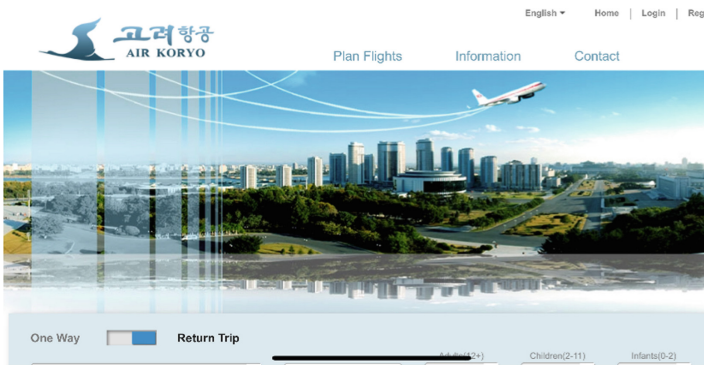 English
Home
Login
고려항공
AIR KORYO
Plan Flights
Information
Contact
One Way
Return Trip
Children(2-11)
Infants(0-2)